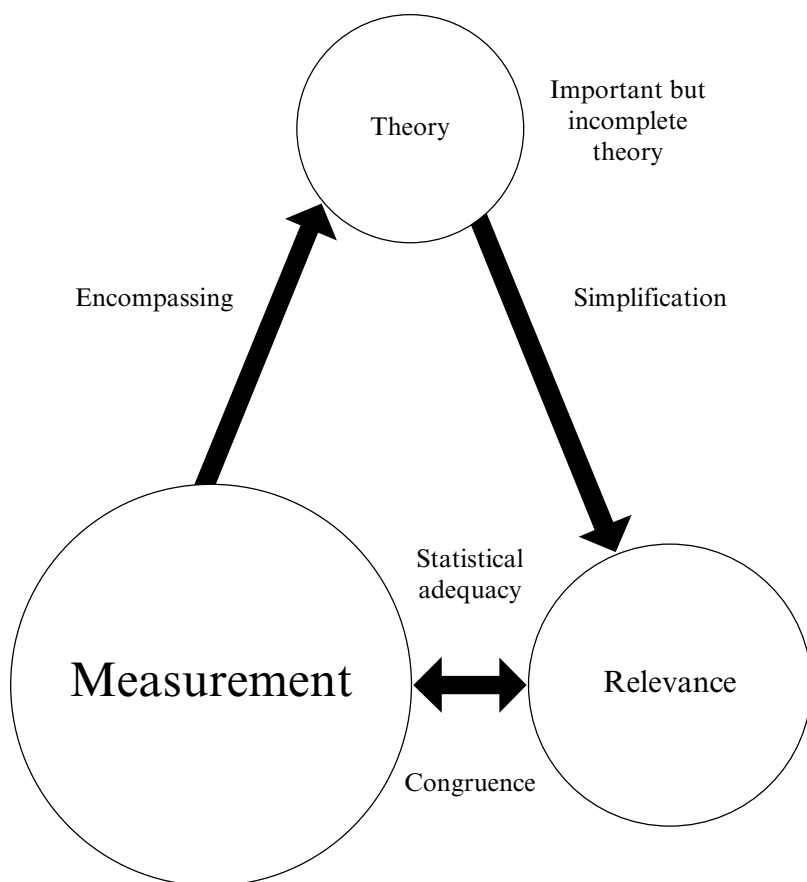 Theory
Important but
incomplete
theory
Encompassing
Simplification
Statistical
adequacy
Measurement
Relevance
Congruence